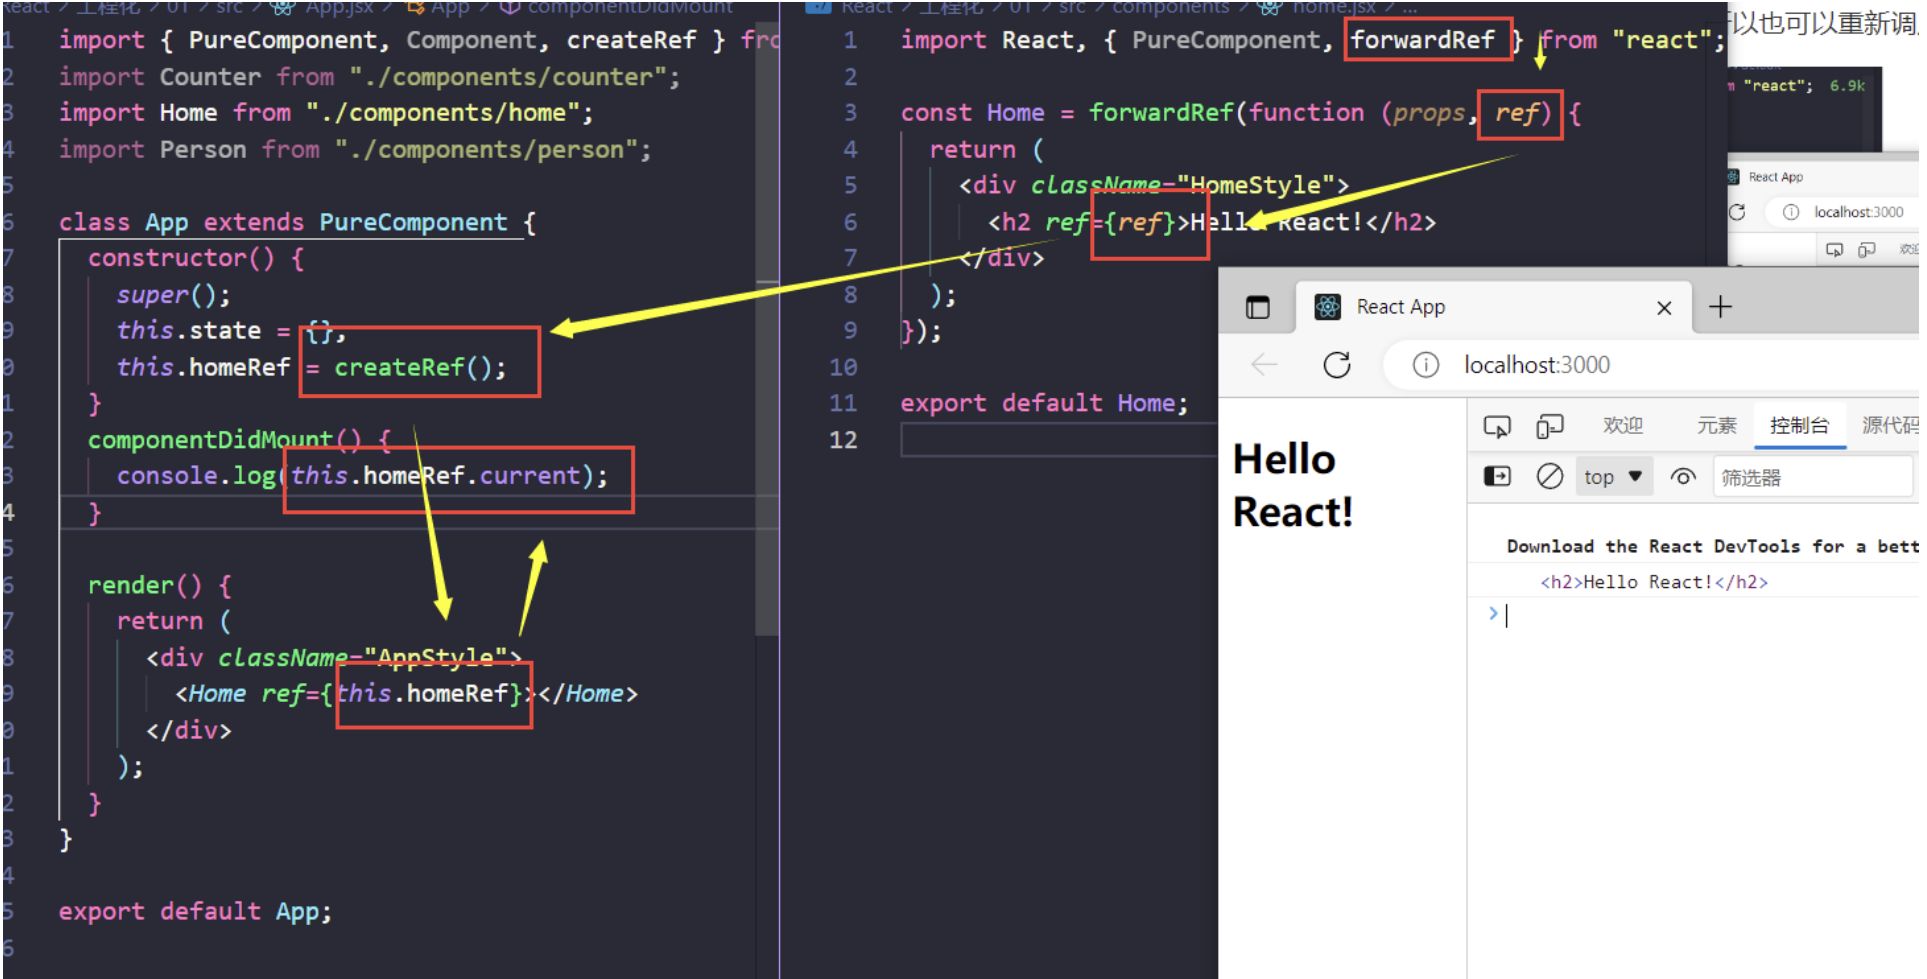 React / 工程化 / 01 / src / App.jsx / App / componentDidMount
1 import { PureComponent, Component, createRef } fro
2 import Counter from "./components/counter";
3 import Home from "./components/home";
4 import Person from "./components/person";
5
6 class App extends PureComponent {
7 constructor() {
8 super();
9 this.state = {};
0 this.homeRef = createRef();
1 }
2 componentDidMount() {
3 console.log(this.homeRef.current);
4 }
5
6 render() {
7 return (
8 <div className="AppStyle">
9 <Home ref={this.homeRef}></Home>
0 </div>
1 );
2 }
3 }
4
5 export default App;
6
React / 工程化 / 01 / src / components / home.jsx / ...
1 import React, { PureComponent, forwardRef } from "react";
2
3 const Home = forwardRef(function (props, ref) {
4 return (
5 <div className="HomeStyle">
6 <h2 ref={ref}>Hello React!</h2>
7 </div>
8 );
9 });
10
11 export default Home;
12
以也可以重新调
"react"; 6.9k
React App
localhost:3000
React App
localhost:3000
欢迎 元素 控制台 源代码
top 筛选器
Hello
React!
Download the React DevTools for a bett
<h2>Hello React!</h2>